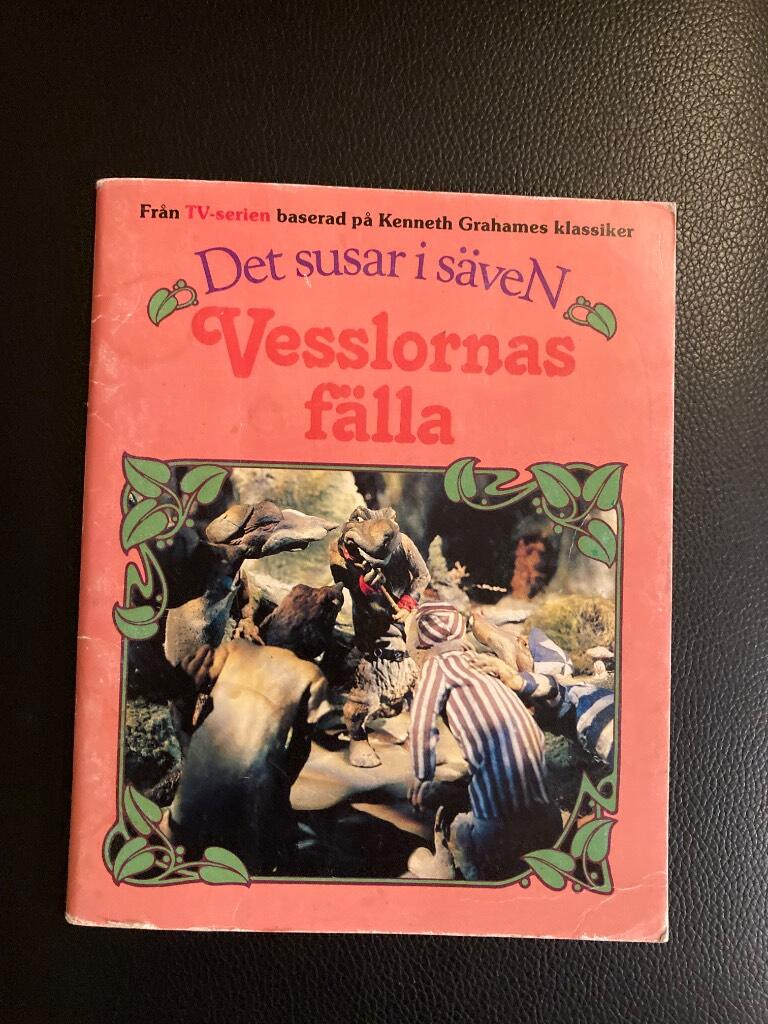 Från TV-serien baserad på Kenneth Grahames klassiker
Det susar i säveN
Vesslornas
fälla